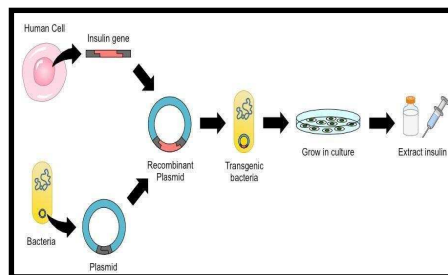 Human Cell
Insulin gene
Recombinant
Plasmid
Transgenic
bacteria
Grow in culture
Extract insulin
Bacteria
Plasmid